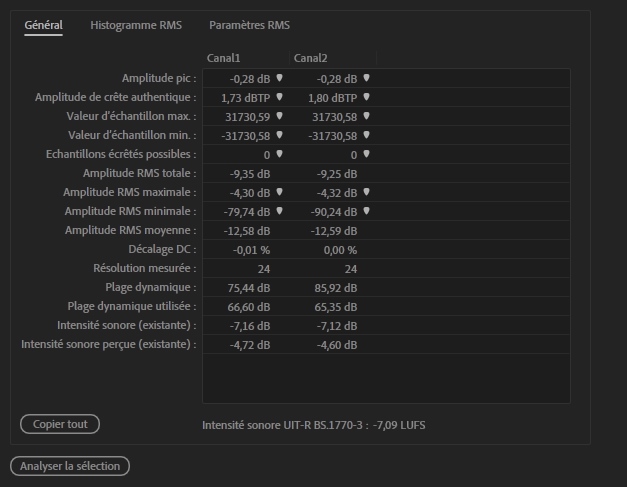 Général Histogramme RMS Paramètres RMS
Canal1 Canal2
Amplitude pic : -0,28 dB -0,28 dB
Amplitude de crête authentique : 1,73 dBTP 1,80 dBTP
Valeur d'échantillon max. : 31730,59 31730,58
Valeur d'échantillon min. : -31730,58 -31730,58
Echantillons écrêtés possibles : 0 0
Amplitude RMS totale : -9,35 dB -9,25 dB
Amplitude RMS maximale : -4,30 dB -4,32 dB
Amplitude RMS minimale : -79,74 dB -90,24 dB
Amplitude RMS moyenne : -12,58 dB -12,59 dB
Décalage DC : -0,01 % 0,00 %
Résolution mesurée : 24 24
Plage dynamique : 75,44 dB 85,92 dB
Plage dynamique utilisée : 66,60 dB 65,35 dB
Intensité sonore (existante) : -7,16 dB -7,12 dB
Intensité sonore perçue (existante) : -4,72 dB -4,60 dB
Copier tout Intensité sonore UIT-R BS.1770-3 : -7,09 LUFS
Analyser la sélection